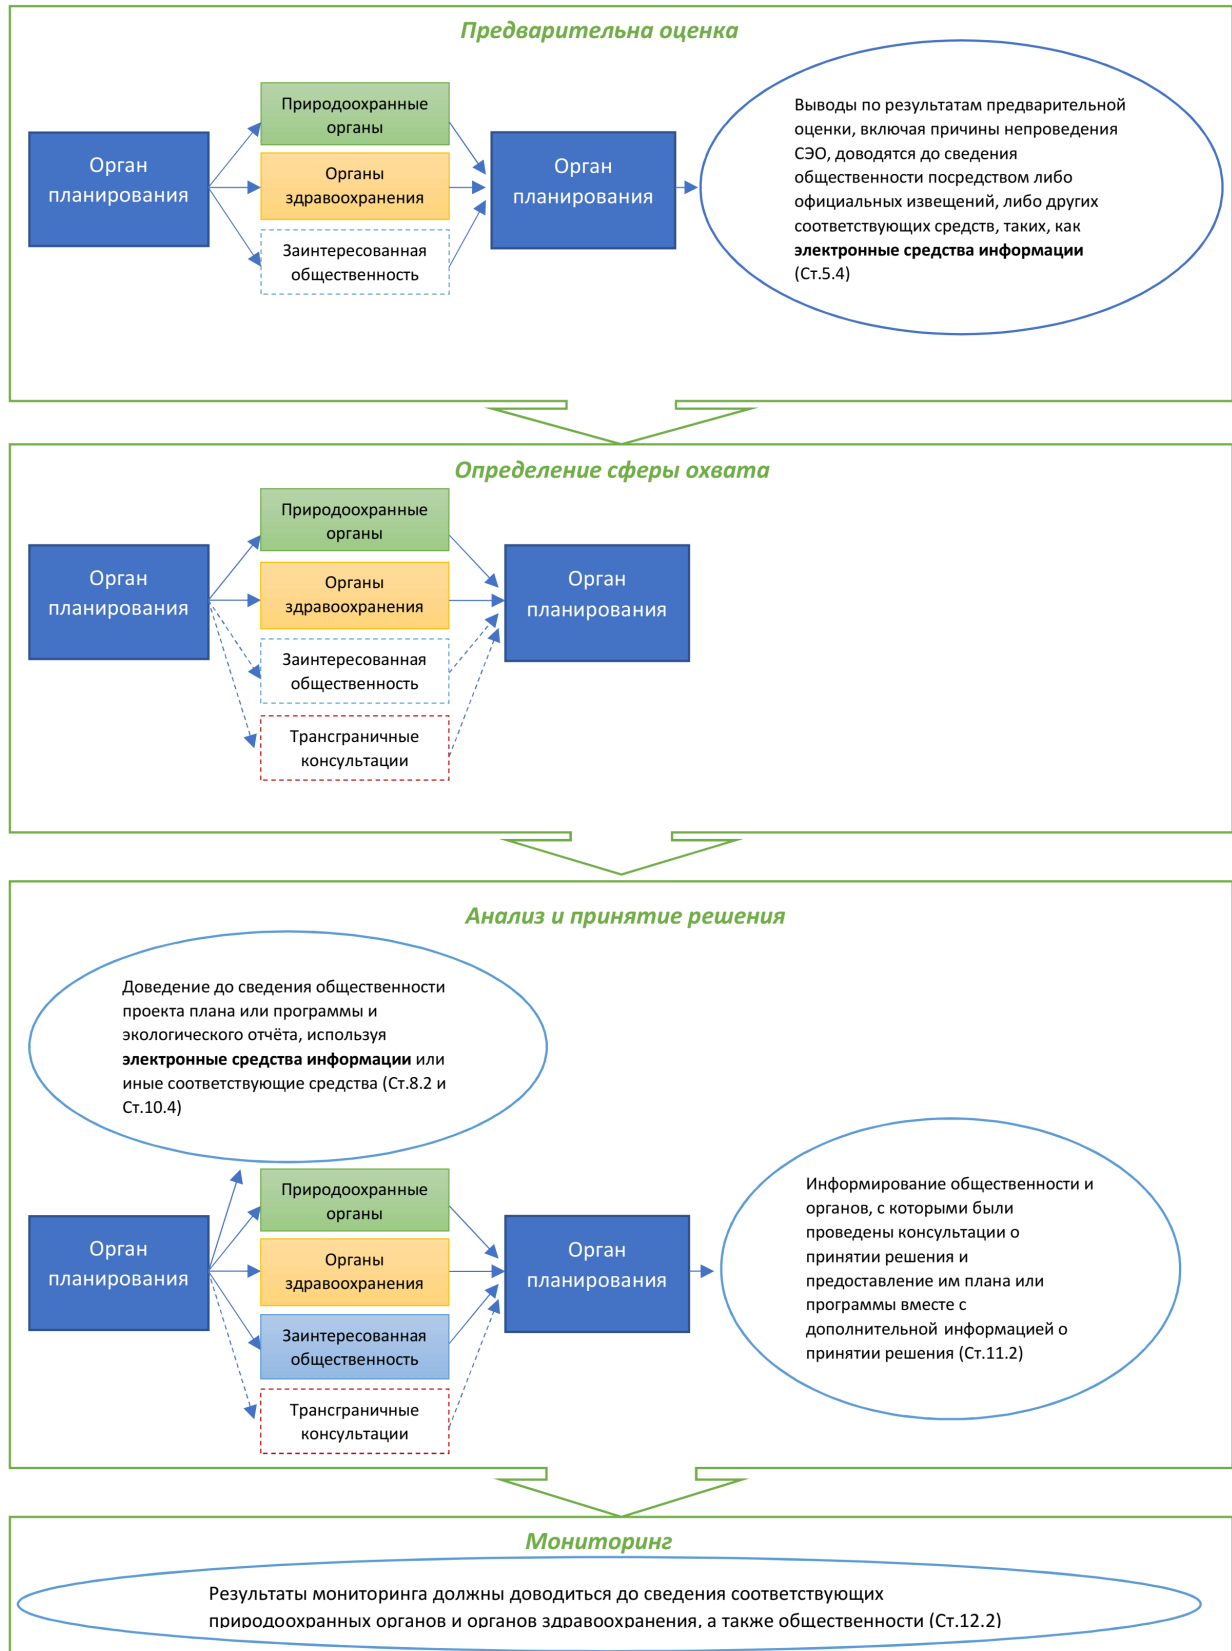 Предварительна оценка
Орган
планирования
Природоохранные
органы
Органы
здравоохранения
Заинтересованная
общественность
Орган
планирования
Выводы по результатам предварительной
оценки, включая причины непроведения
СЭО, доводятся до сведения
общественности посредством либо
официальных извещений, либо других
соответствующих средств, таких, как
электронные средства информации
(Ст.5.4)
Определение сферы охвата
Орган
планирования
Природоохранные
органы
Органы
здравоохранения
Заинтересованная
общественность
Трансграничные
консультации
Орган
планирования
Анализ и принятие решения
Доведение до сведения общественности
проекта плана или программы и
экологического отчёта, используя
электронные средства информации или
иные соответствующие средства (Ст.8.2 и
Ст.10.4)
Орган
планирования
Природоохранные
органы
Органы
здравоохранения
Заинтересованная
общественность
Трансграничные
консультации
Орган
планирования
Информирование общественности и
органов, с которыми были
проведены консультации о
принятии решения и
предоставление им плана или
программы вместе с
дополнительной информацией о
принятии решения (Ст.11.2)
Мониторинг
Результаты мониторинга должны доводиться до сведения соответствующих
природоохранных органов и органов здравоохранения, а также общественности (Ст.12.2)